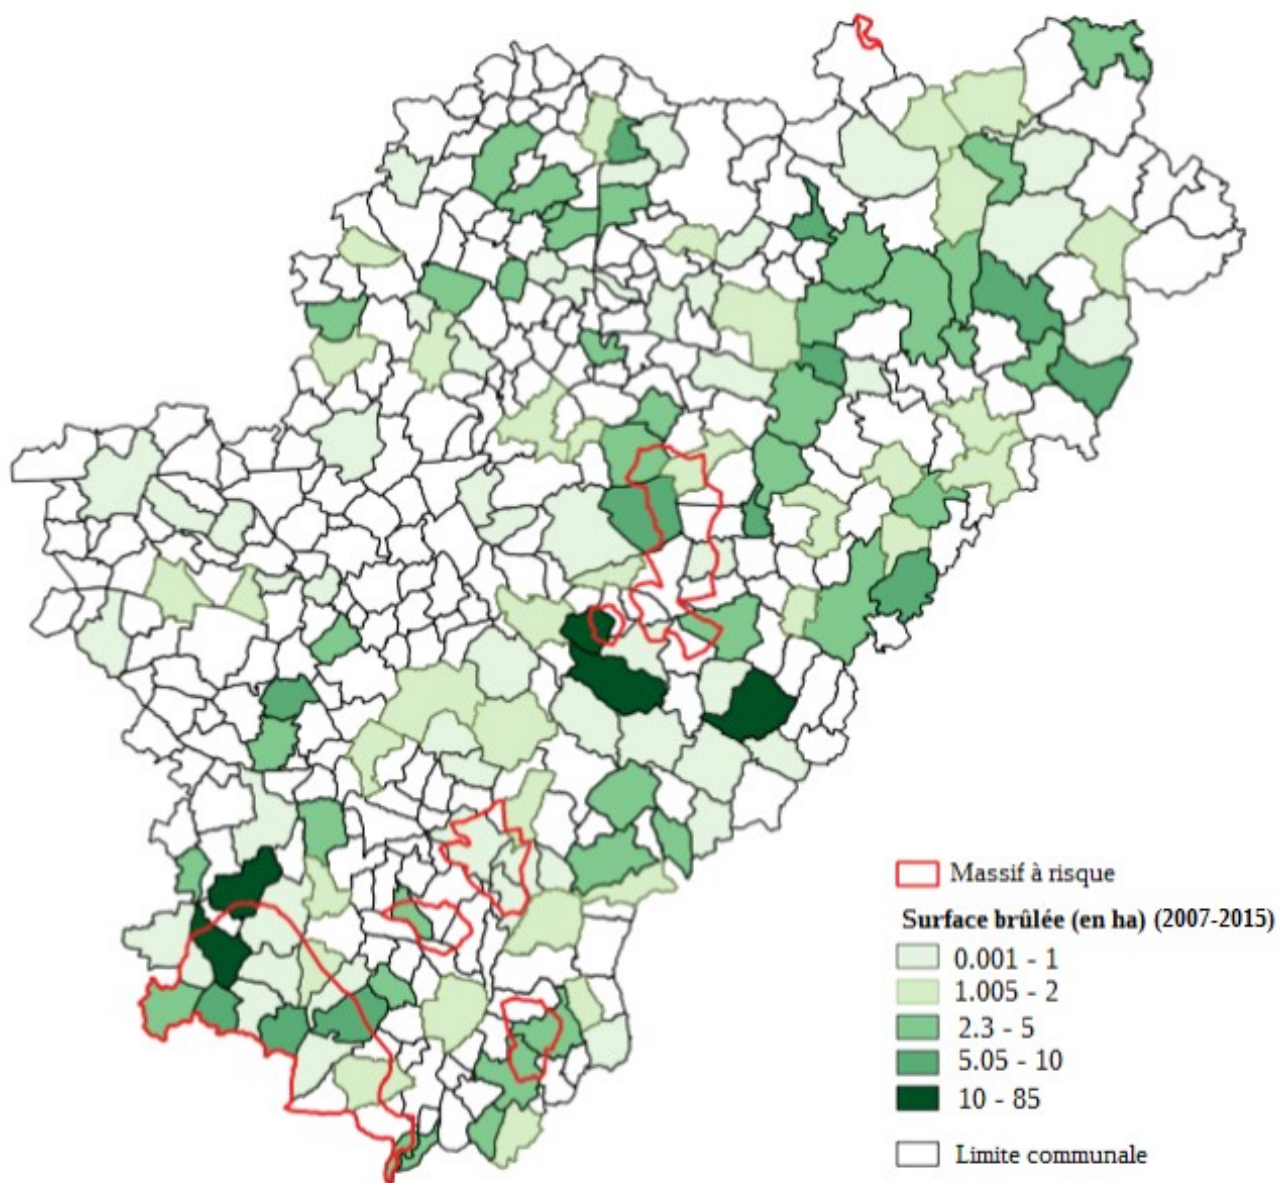 Massif à risque
Surface brûlée (en ha) (2007-2015)
0.001 - 1
1.005 - 2
2.3 - 5
5.05 - 10
10 - 85
Limite communale